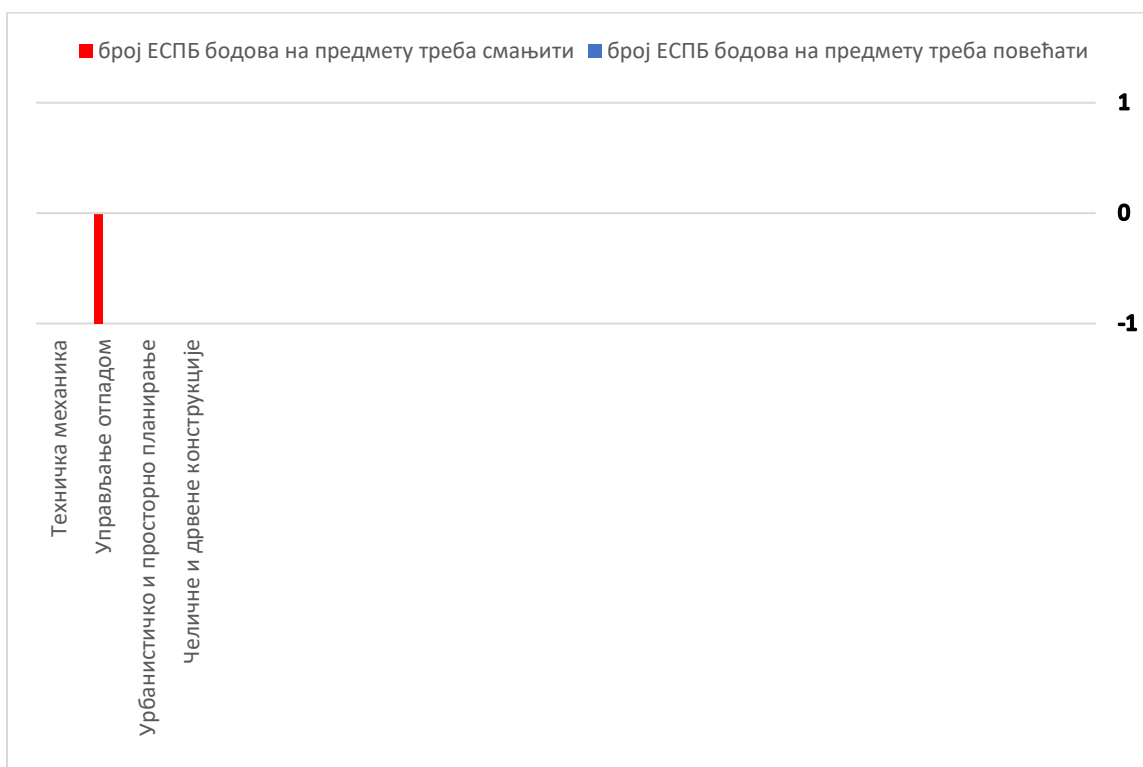 број ЕСПБ бодова на предмету треба смањити број ЕСПБ бодова на предмету треба повећати
1
0
-1
Техничка механика
Управљање отпадом
Урбанистичко и просторно планирање
Челичне и дрвене конструкције